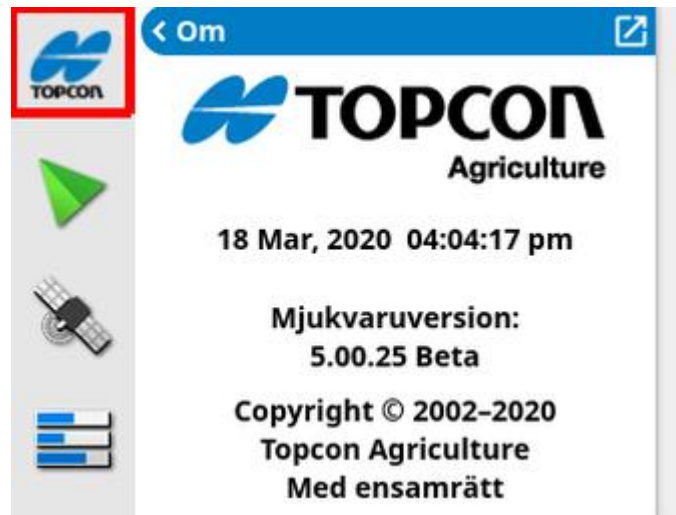 TOPCON
< Om
TOPCON
Agriculture
18 Mar, 2020 04:04:17 pm
Mjukvaruversion:
5.00.25 Beta
Copyright © 2002–2020
Topcon Agriculture
Med ensamrätt